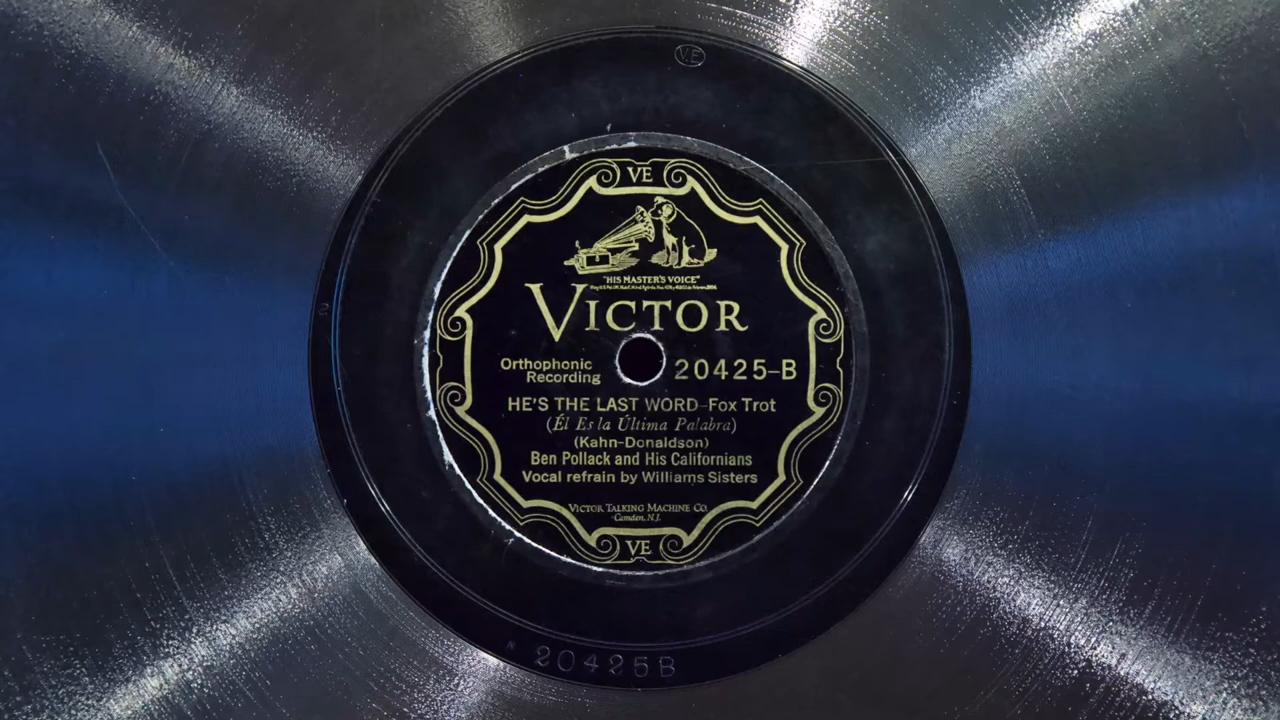 VE
VE
"HIS MASTER'S VOICE"
VICTOR
Orthophonic
Recording
20425-B
HE'S THE LAST WORD-Fox Trot
(Él Es la Última Palabra)
(Kahn-Donaldson)
Ben Pollack and His Californians
Vocal refrain by Williams Sisters
VICTOR TALKING MACHINE CO.
Camden, N.J.
VE
20425B